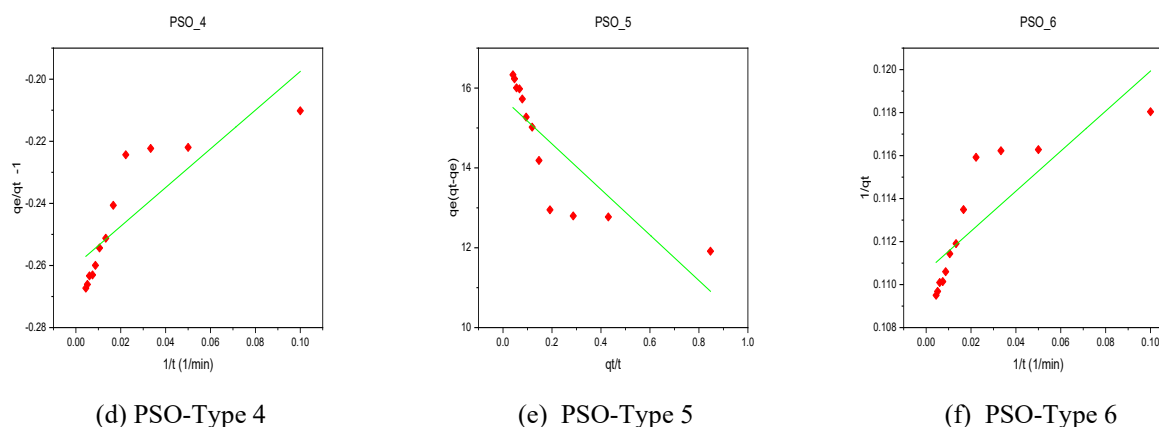 PSO_4
-0.20
-0.22
-0.24
-0.26
-0.28
qe/qt -1
0.00 0.02 0.04 0.06 0.08 0.10
1/t (1/min)
(d) PSO-Type 4
PSO_5
16
14
12
10
qe(qt-qe)
0.0 0.2 0.4 0.6 0.8 1.0
qt/t
(e) PSO-Type 5
PSO_6
0.120
0.118
0.116
0.114
0.112
0.110
0.108
1/qt
0.00 0.02 0.04 0.06 0.08 0.10
1/t (1/min)
(f) PSO-Type 6